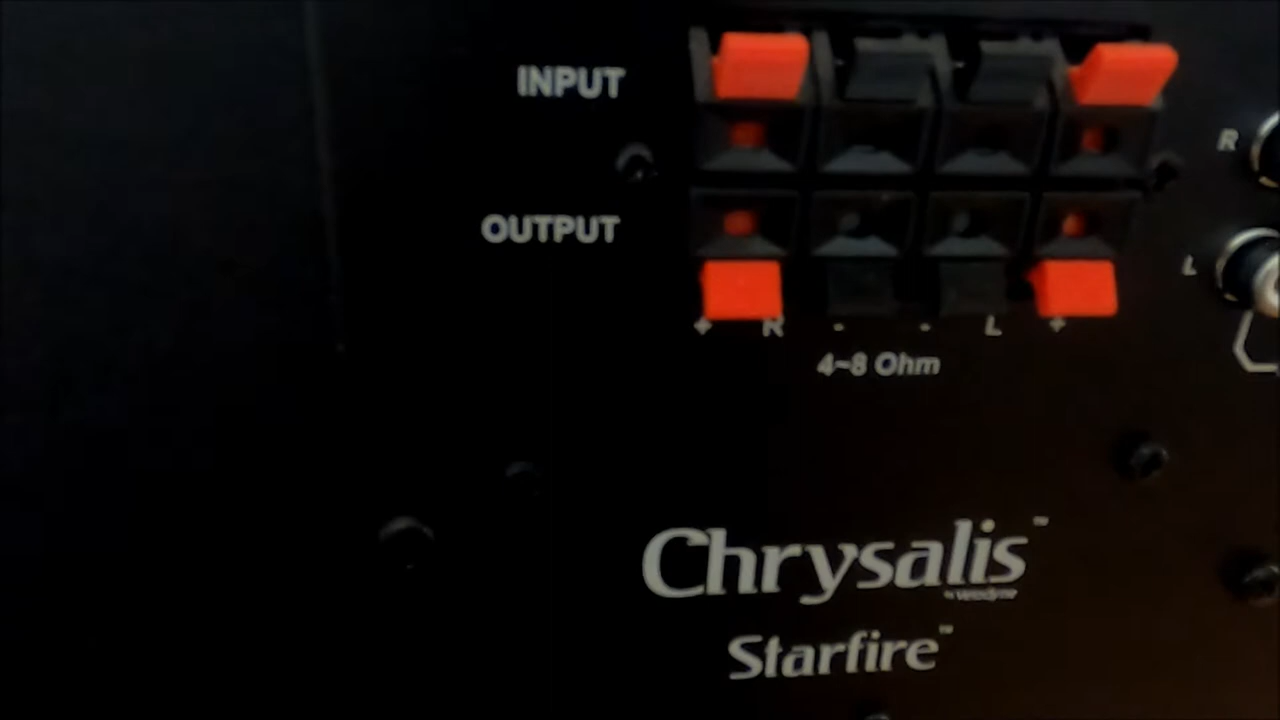 INPUT
R
OUTPUT
L
+ R - - L +
4~8 Ohm
Chrysalis™
Starfire™